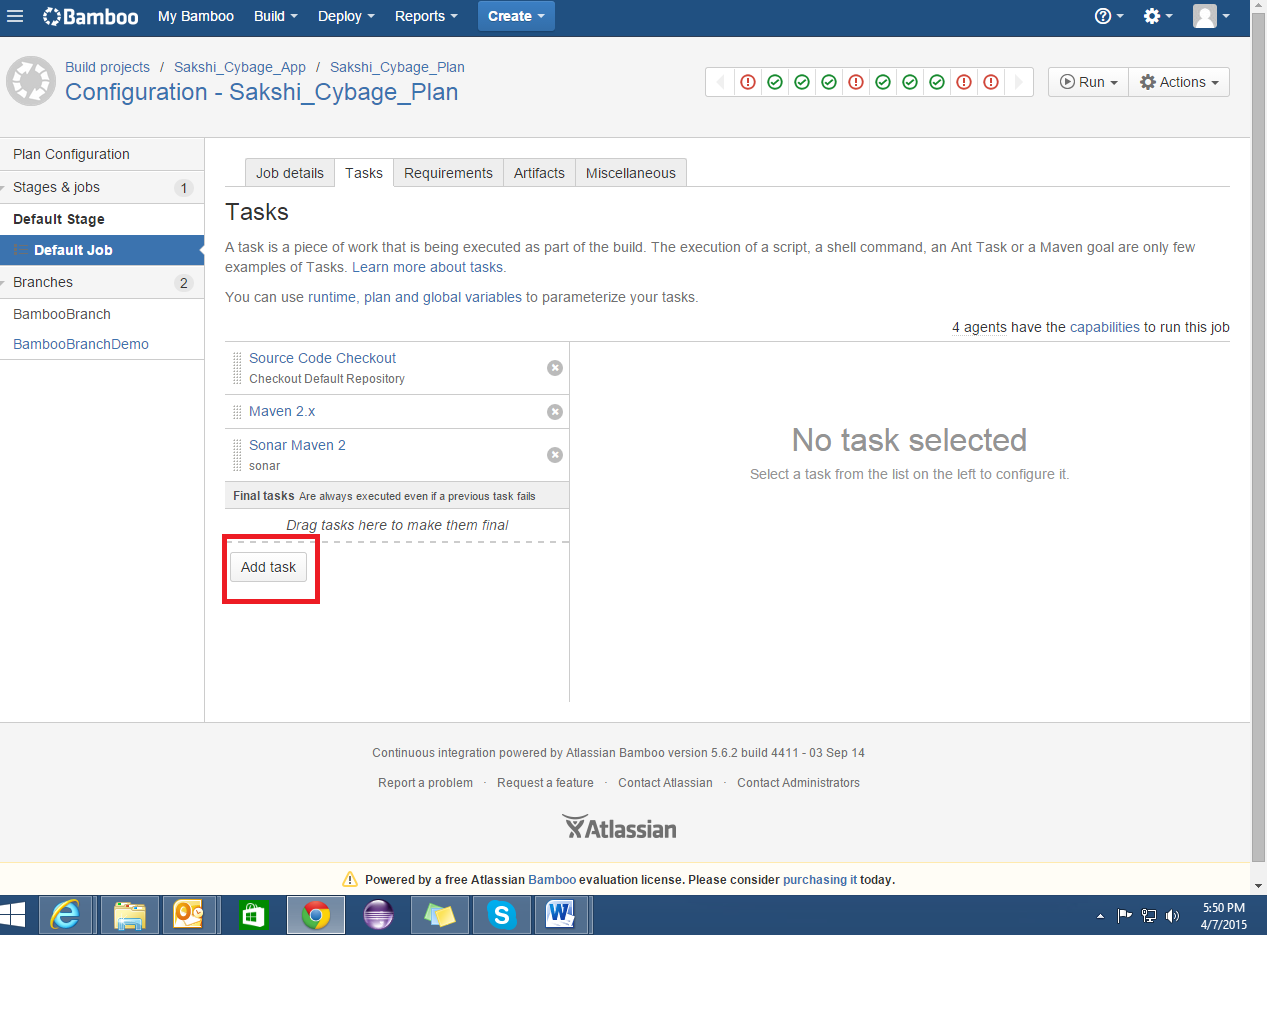 Bamboo My Bamboo Build Deploy Reports Create
Build projects / Sakshi_Cybage_App / Sakshi_Cybage_Plan
Configuration - Sakshi_Cybage_Plan
Run Actions
Plan Configuration
Stages & jobs 1
Default Stage
Default Job
Branches 2
BambooBranch
BambooBranchDemo
Job details Tasks Requirements Artifacts Miscellaneous
Tasks
A task is a piece of work that is being executed as part of the build. The execution of a script, a shell command, an Ant Task or a Maven goal are only few
examples of Tasks. Learn more about tasks.
You can use runtime, plan and global variables to parameterize your tasks.
4 agents have the capabilities to run this job
Source Code Checkout
Checkout Default Repository
Maven 2.x
Sonar Maven 2
sonar
Final tasks Are always executed even if a previous task fails
Drag tasks here to make them final
Add task
No task selected
Select a task from the list on the left to configure it.
Continuous integration powered by Atlassian Bamboo version 5.6.2 build 4411 - 03 Sep 14
Report a problem · Request a feature · Contact Atlassian · Contact Administrators
Atlassian
Powered by a free Atlassian Bamboo evaluation license. Please consider purchasing it today.
5:50 PM
4/7/2015